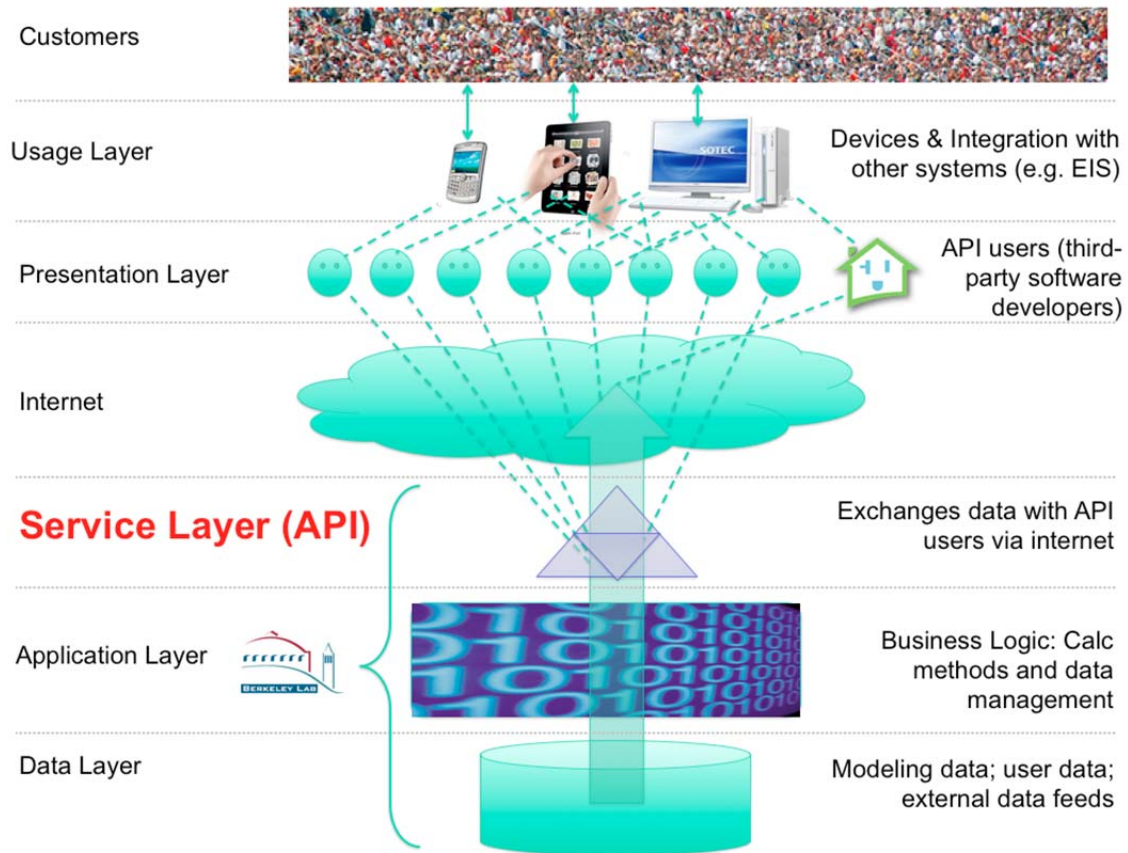 Customers
Usage Layer
SOTEC
Devices & Integration with
other systems (e.g. EIS)
Presentation Layer
API users (third-
party software
developers)
Internet
Service Layer (API)
Exchanges data with API
users via internet
Application Layer
BERKELEY LAB
Business Logic: Calc
methods and data
management
Data Layer
Modeling data; user data;
external data feeds